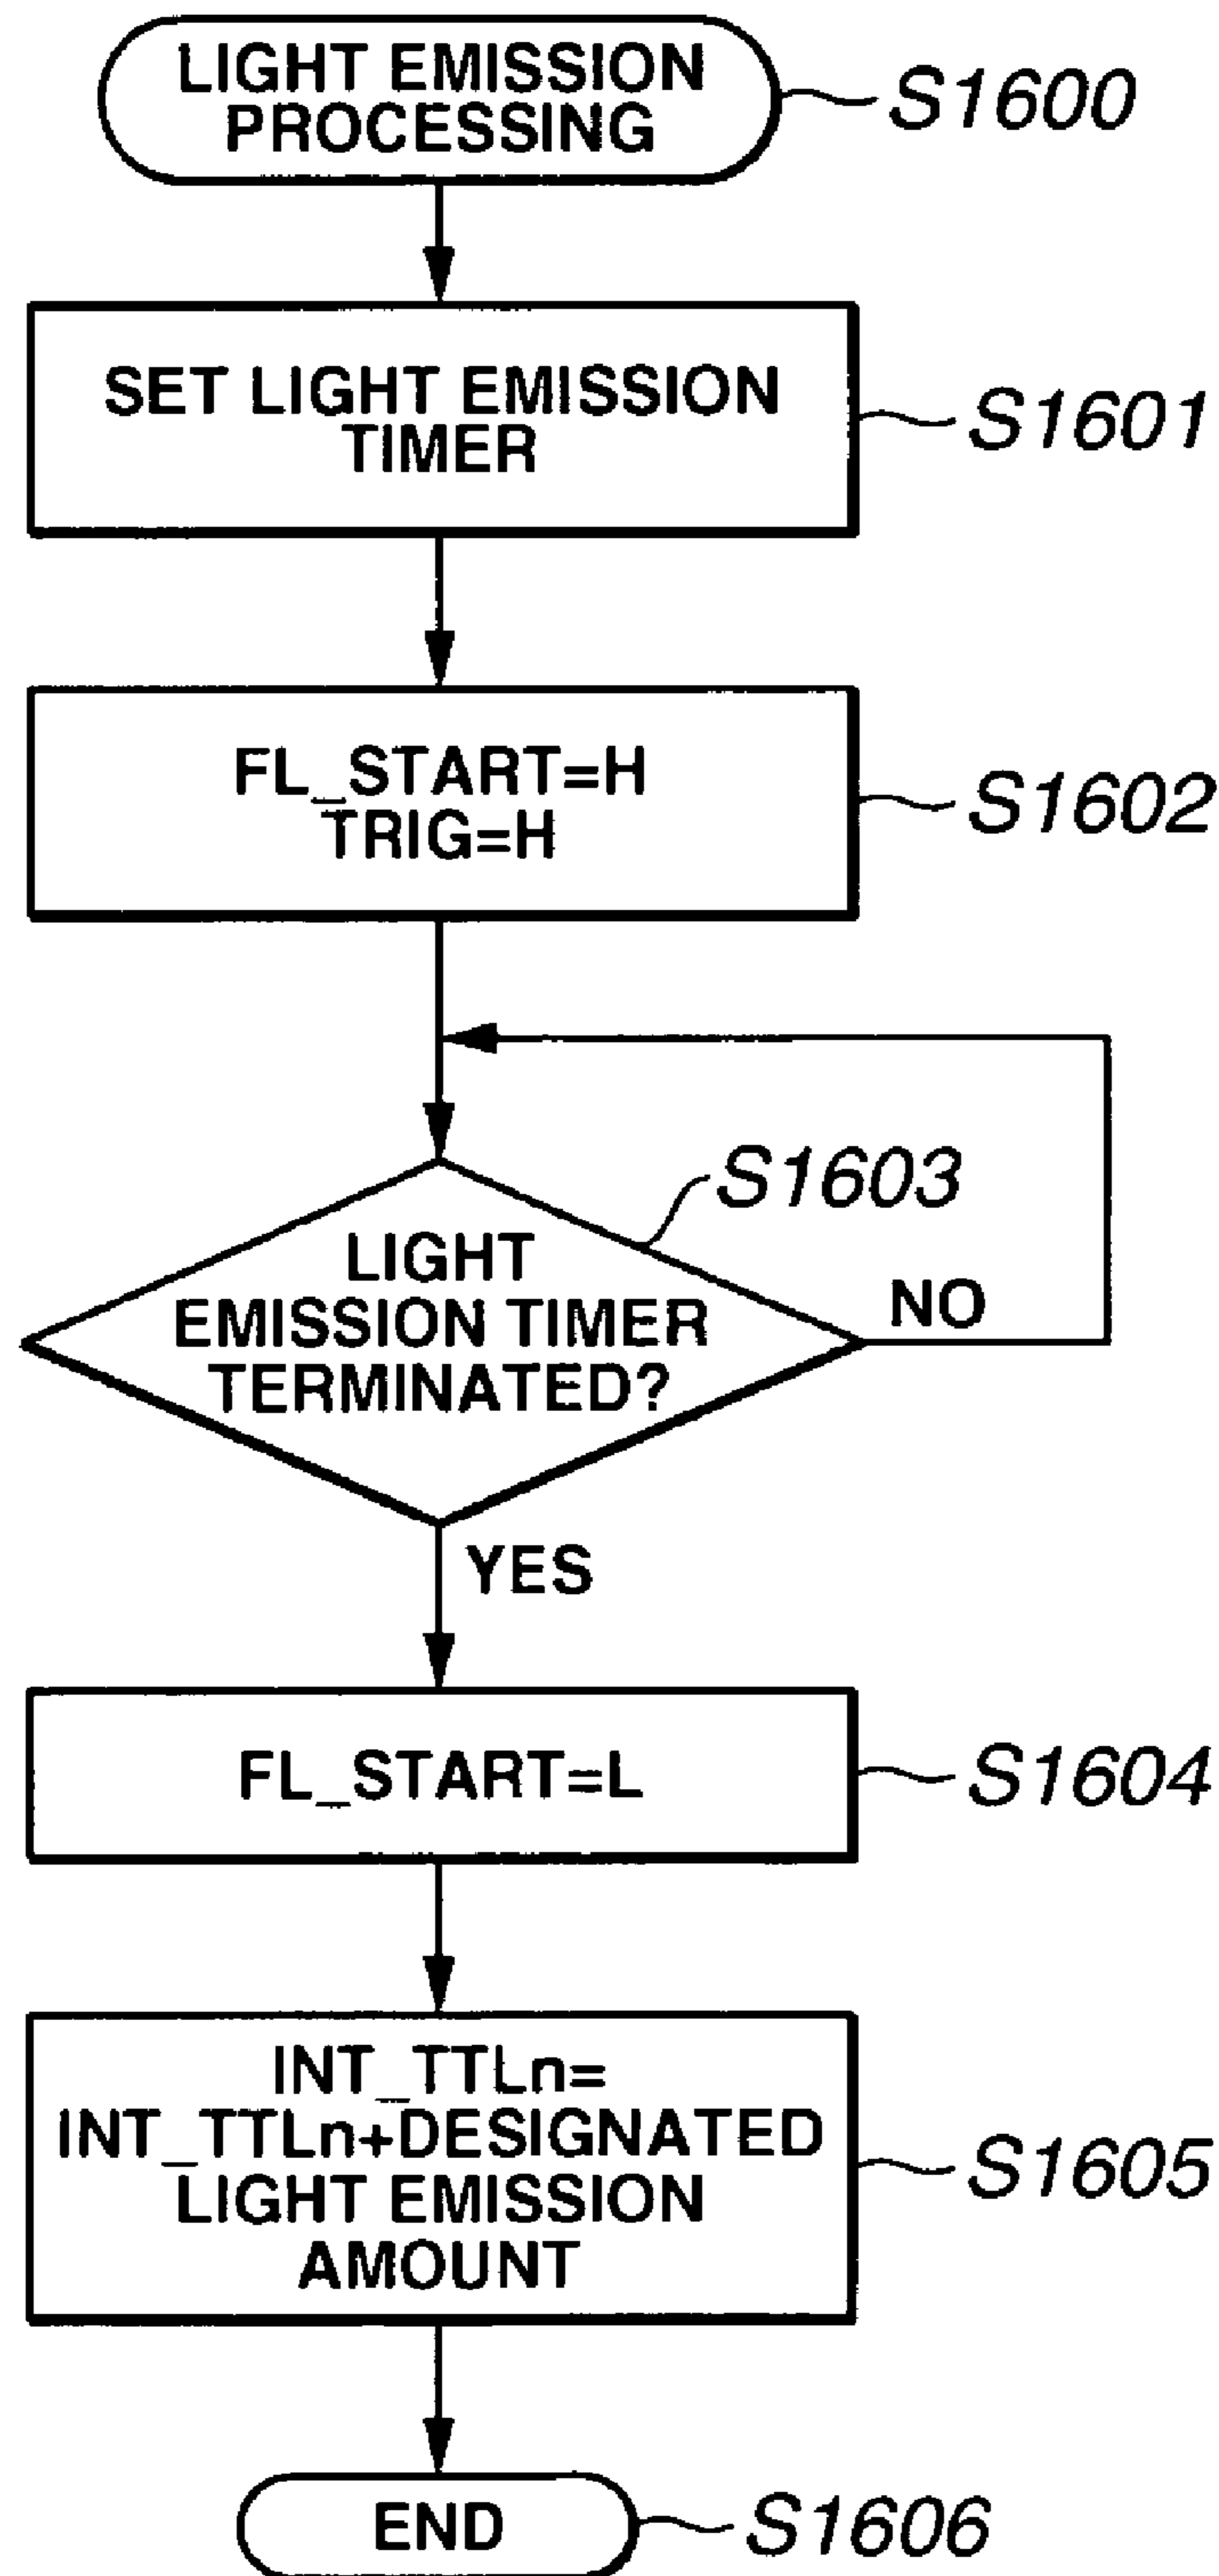 LIGHT EMISSION
PROCESSING
S1600
SET LIGHT EMISSION
TIMER
S1601
FL_START=H
TRIG=H
S1602
S1603
LIGHT
EMISSION TIMER
TERMINATED?
NO
YES
FL_START=L
S1604
INT_TTLn=
INT_TTLn+DESIGNATED
LIGHT EMISSION
AMOUNT
S1605
END
S1606